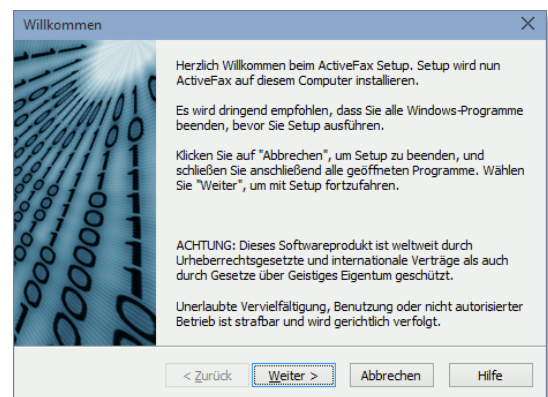 Willkommen
Herzlich Willkommen beim ActiveFax Setup. Setup wird nun
ActiveFax auf diesem Computer installieren.
Es wird dringend empfohlen, dass Sie alle Windows-Programme
beenden, bevor Sie Setup ausführen.
Klicken Sie auf "Abbrechen", um Setup zu beenden, und
schließen Sie anschließend alle geöffneten Programme. Wählen
Sie "Weiter", um mit Setup fortzufahren.
ACHTUNG: Dieses Softwareprodukt ist weltweit durch
Urheberrechtsgesetzte und internationale Verträge als auch
durch Gesetze über Geistiges Eigentum geschützt.
Unerlaubte Vervielfältigung, Benutzung oder nicht autorisierter
Betrieb ist strafbar und wird gerichtlich verfolgt.
< Zurück Weiter > Abbrechen Hilfe